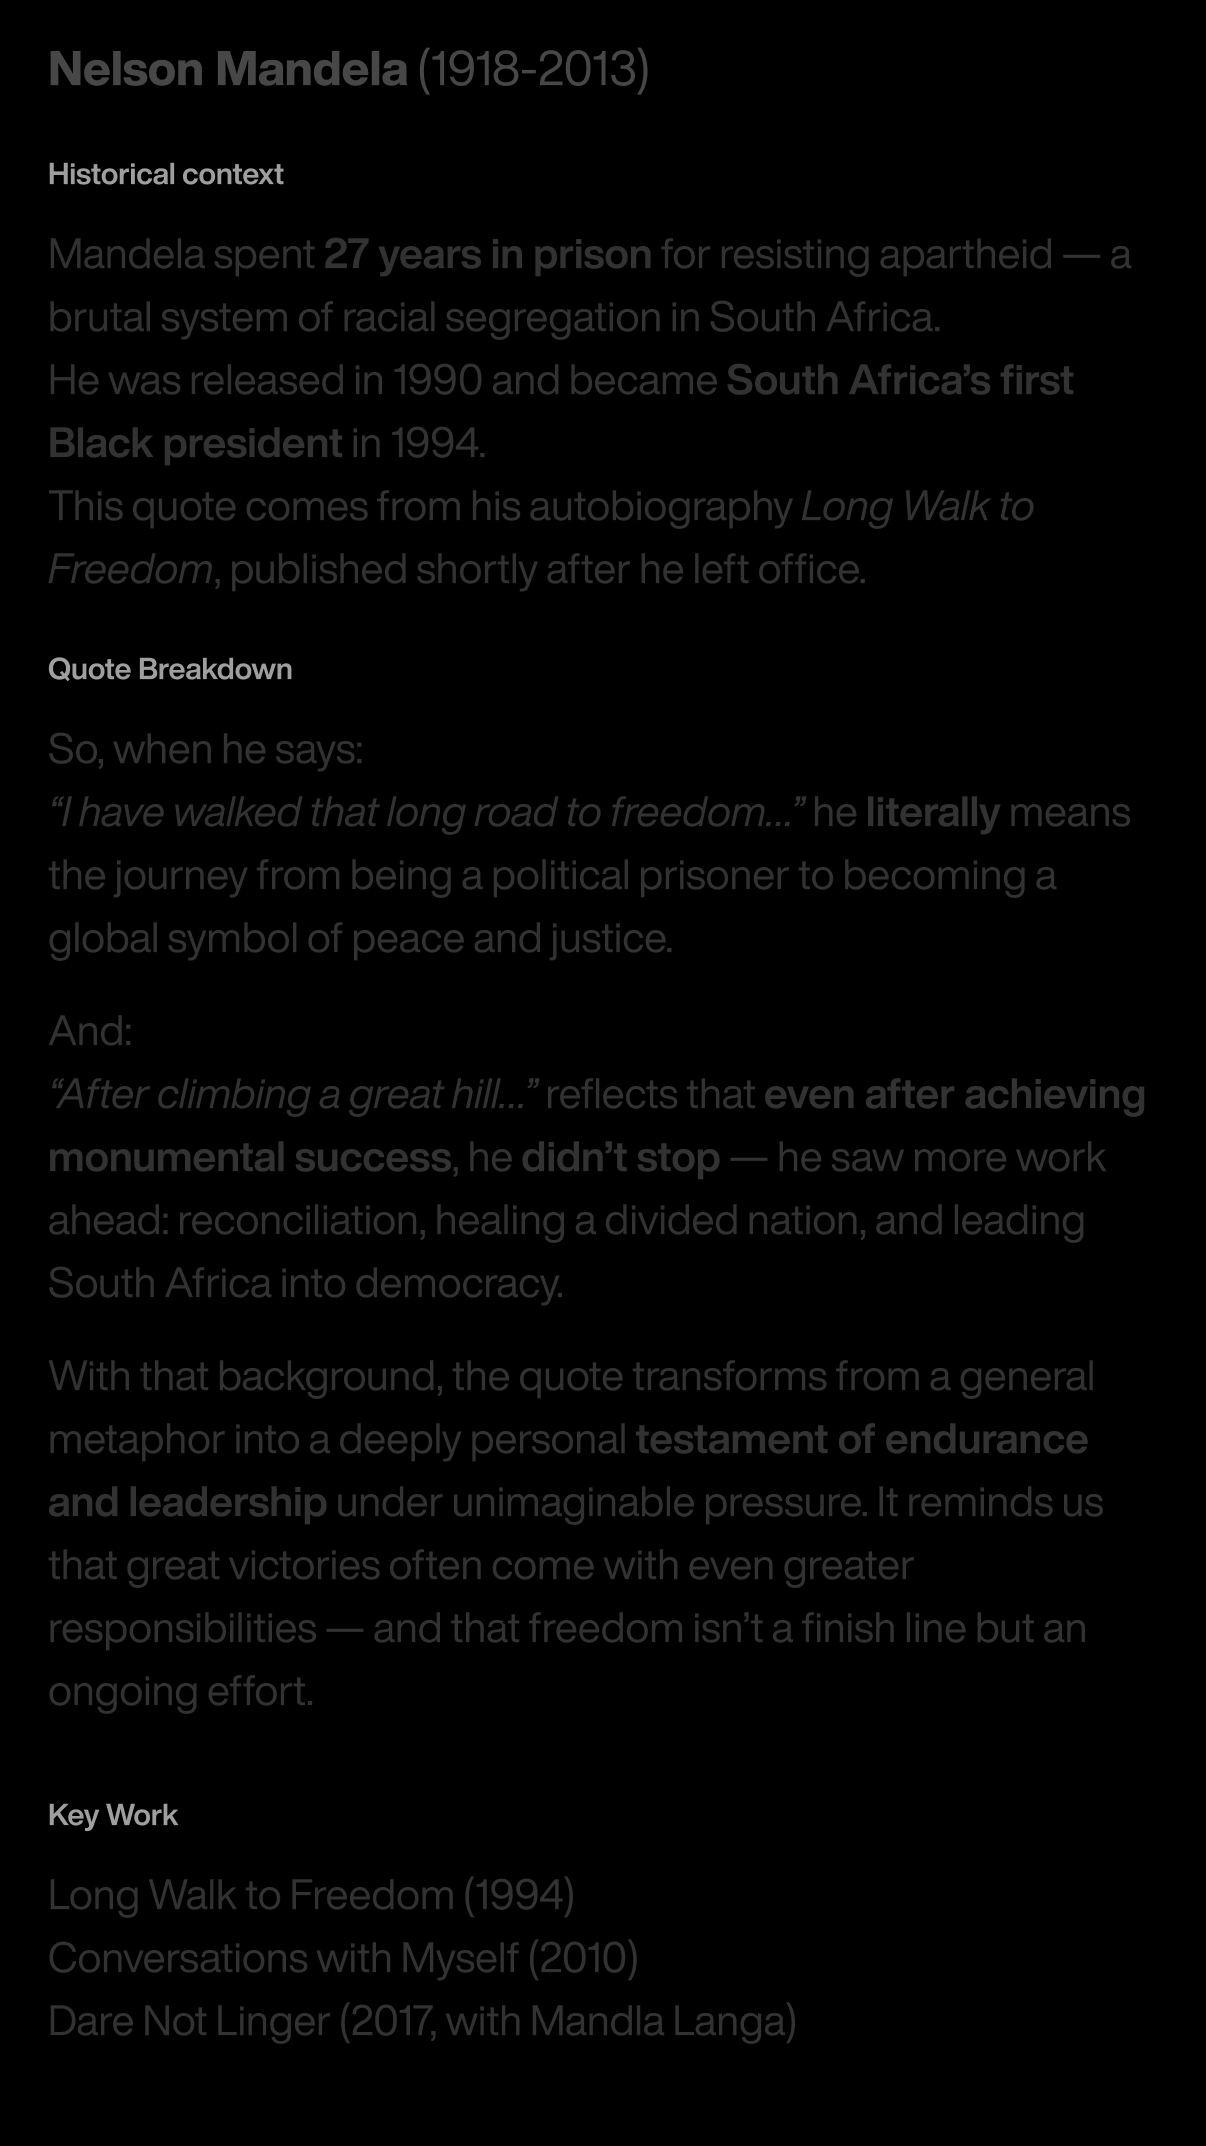 Nelson Mandela (1918-2013)
Historical context
Mandela spent 27 years in prison for resisting apartheid — a
brutal system of racial segregation in South Africa.
He was released in 1990 and became South Africa’s first
Black president in 1994.
This quote comes from his autobiography Long Walk to
Freedom, published shortly after he left office.
Quote Breakdown
So, when he says:
“I have walked that long road to freedom…” he literally means
the journey from being a political prisoner to becoming a
global symbol of peace and justice.
And:
“After climbing a great hill…” reflects that even after achieving
monumental success, he didn’t stop — he saw more work
ahead: reconciliation, healing a divided nation, and leading
South Africa into democracy.
With that background, the quote transforms from a general
metaphor into a deeply personal testament of endurance
and leadership under unimaginable pressure. It reminds us
that great victories often come with even greater
responsibilities — and that freedom isn’t a finish line but an
ongoing effort.
Key Work
Long Walk to Freedom (1994)
Conversations with Myself (2010)
Dare Not Linger (2017, with Mandla Langa)